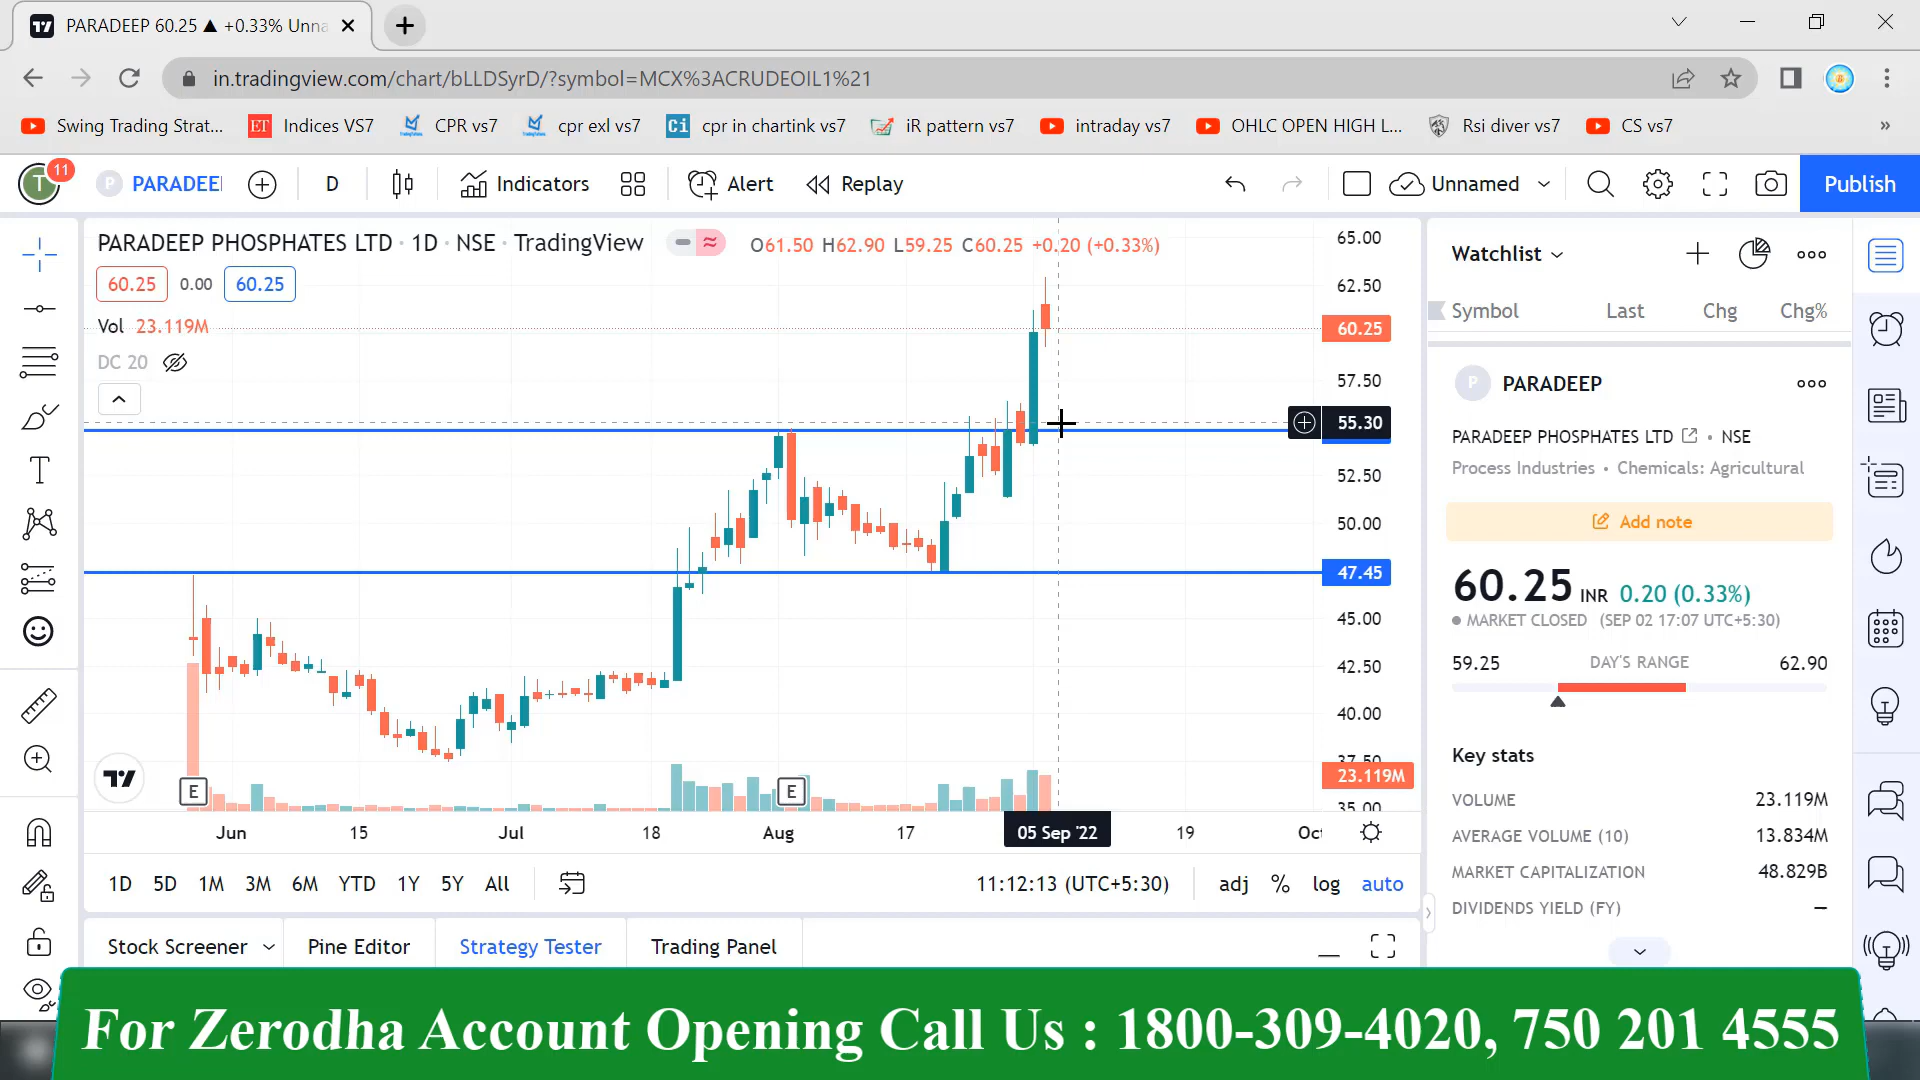 PARADEEP 60.25 ▲ +0.33% Unna
in.tradingview.com/chart/bLLDSyrD/?symbol=MCX%3ACRUDEOIL1%21
Swing Trading Strat... ET Indices VS7 CPR vs7 cpr exl vs7 Ci cpr in chartink vs7 iR pattern vs7 intraday vs7 OHLC OPEN HIGH L... Rsi diver vs7 CS vs7 »
T 11 P PARADEE D Indicators Alert Replay Unnamed Publish
PARADEEP PHOSPHATES LTD · 1D · NSE · TradingView O61.50 H62.90 L59.25 C60.25 +0.20 (+0.33%)
60.25 0.00 60.25
Vol 23.119M
DC 20
65.00
62.50
60.25
57.50
55.30
52.50
50.00
47.45
45.00
42.50
40.00
37.50
23.119M
35.00
E E
Jun 15 Jul 18 Aug 17 05 Sep '22 19 Oct
1D 5D 1M 3M 6M YTD 1Y 5Y All 11:12:13 (UTC+5:30) adj % log auto
Stock Screener Pine Editor Strategy Tester Trading Panel
Watchlist
Symbol Last Chg Chg%
P PARADEEP
PARADEEP PHOSPHATES LTD • NSE
Process Industries • Chemicals: Agricultural
Add note
60.25 INR 0.20 (0.33%)
MARKET CLOSED (SEP 02 17:07 UTC+5:30)
59.25 DAY'S RANGE 62.90
Key stats
VOLUME 23.119M
AVERAGE VOLUME (10) 13.834M
MARKET CAPITALIZATION 48.829B
DIVIDENDS YIELD (FY) —
For Zerodha Account Opening Call Us : 1800-309-4020, 750 201 4555